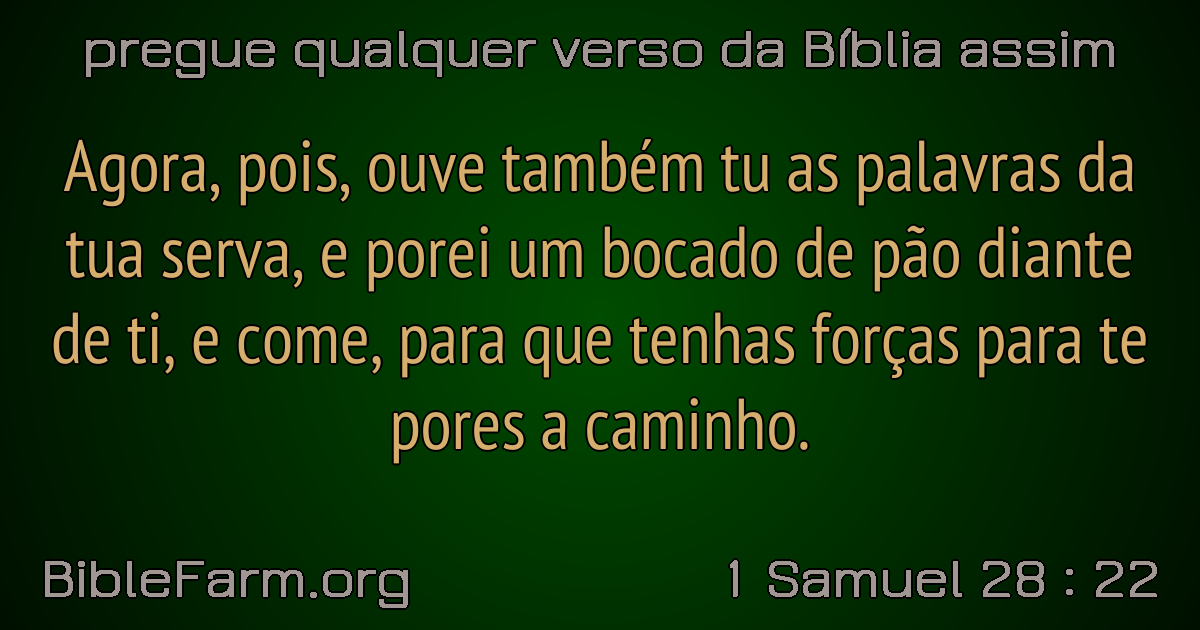 pregue qualquer verso da Bíblia assim
Agora, pois, ouve também tu as palavras da
tua serva, e porei um bocado de pão diante
de ti, e come, para que tenhas forças para te
pores a caminho.
BibleFarm.org
1 Samuel 28 : 22